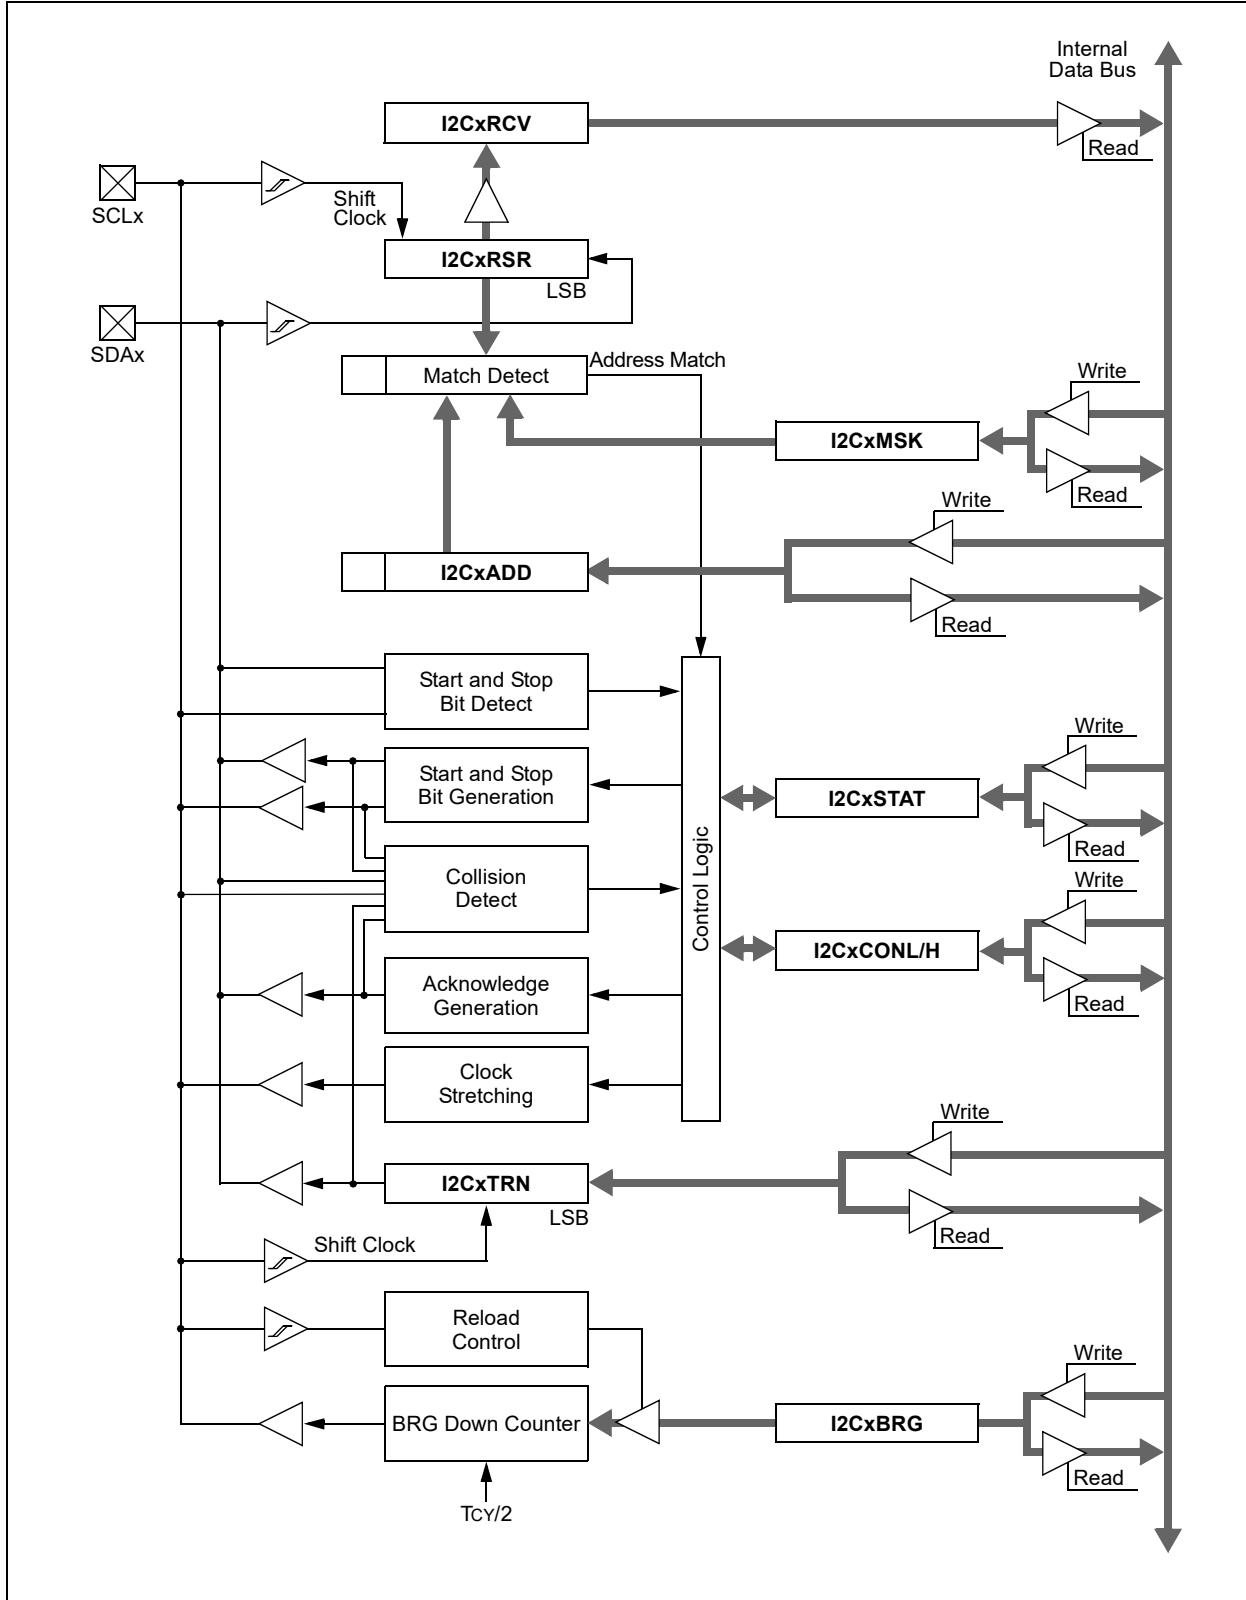 Internal
Data Bus
I2CxRCV
Read
SCLx
Shift
Clock
I2CxRSR
LSB
SDAx
Match Detect
Address Match
Write
I2CxMSK
Read
Write
I2CxADD
Read
Start and Stop
Bit Detect
Start and Stop
Bit Generation
Write
I2CxSTAT
Read
Collision
Detect
Control Logic
Write
I2CxCONL/H
Read
Acknowledge
Generation
Clock
Stretching
Write
I2CxTRN
LSB
Read
Shift Clock
Reload
Control
Write
BRG Down Counter
I2CxBRG
Read
TCY/2